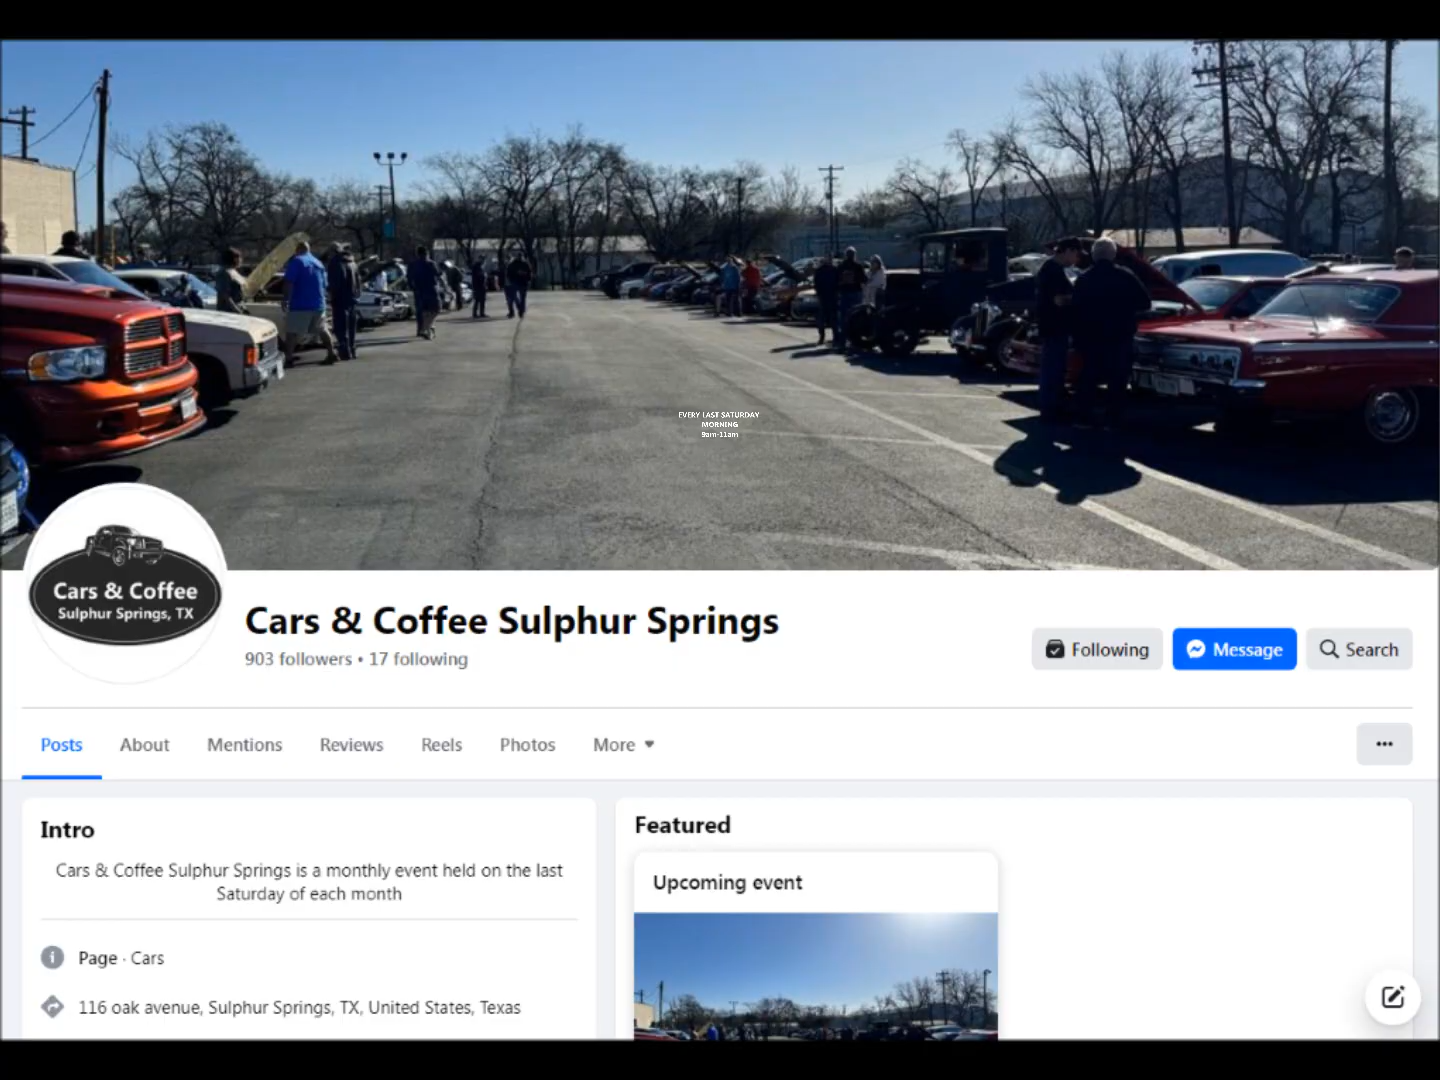 EVERY LAST SATURDAY
MORNING
9am-11am
Cars & Coffee
Sulphur Springs, TX
Cars & Coffee Sulphur Springs
903 followers • 17 following
Following
Message
Search
Posts
About
Mentions
Reviews
Reels
Photos
More
Intro
Cars & Coffee Sulphur Springs is a monthly event held on the last
Saturday of each month
Page · Cars
116 oak avenue, Sulphur Springs, TX, United States, Texas
Featured
Upcoming event